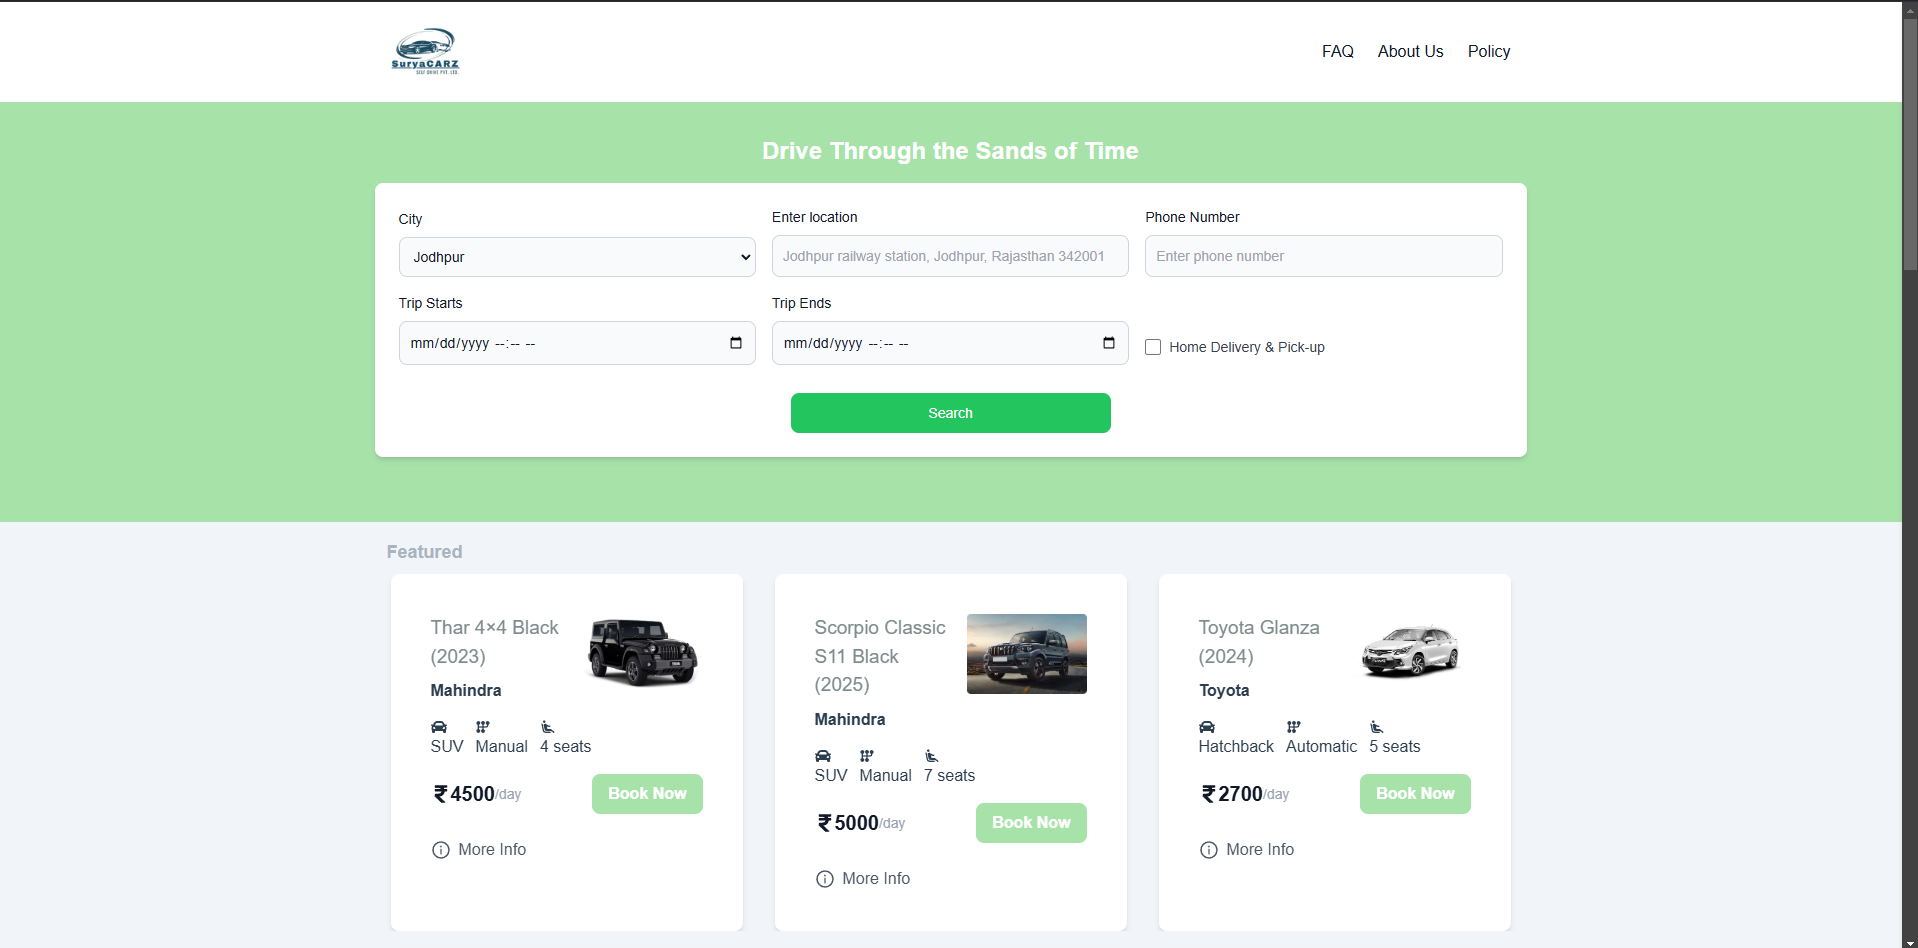 SuryaCARZ
SELF DRIVE PVT. LTD.
FAQ About Us Policy
Drive Through the Sands of Time
City
Jodhpur
Enter location
Jodhpur railway station, Jodhpur, Rajasthan 342001
Phone Number
Enter phone number
Trip Starts
mm/dd/yyyy --:-- --
Trip Ends
mm/dd/yyyy --:-- --
Home Delivery & Pick-up
Search
Featured
Thar 4×4 Black
(2023)
Mahindra
SUV Manual 4 seats
₹4500/day
Book Now
More Info
Scorpio Classic
S11 Black
(2025)
Mahindra
SUV Manual 7 seats
₹5000/day
Book Now
More Info
Toyota Glanza
(2024)
Toyota
Hatchback Automatic 5 seats
₹2700/day
Book Now
More Info